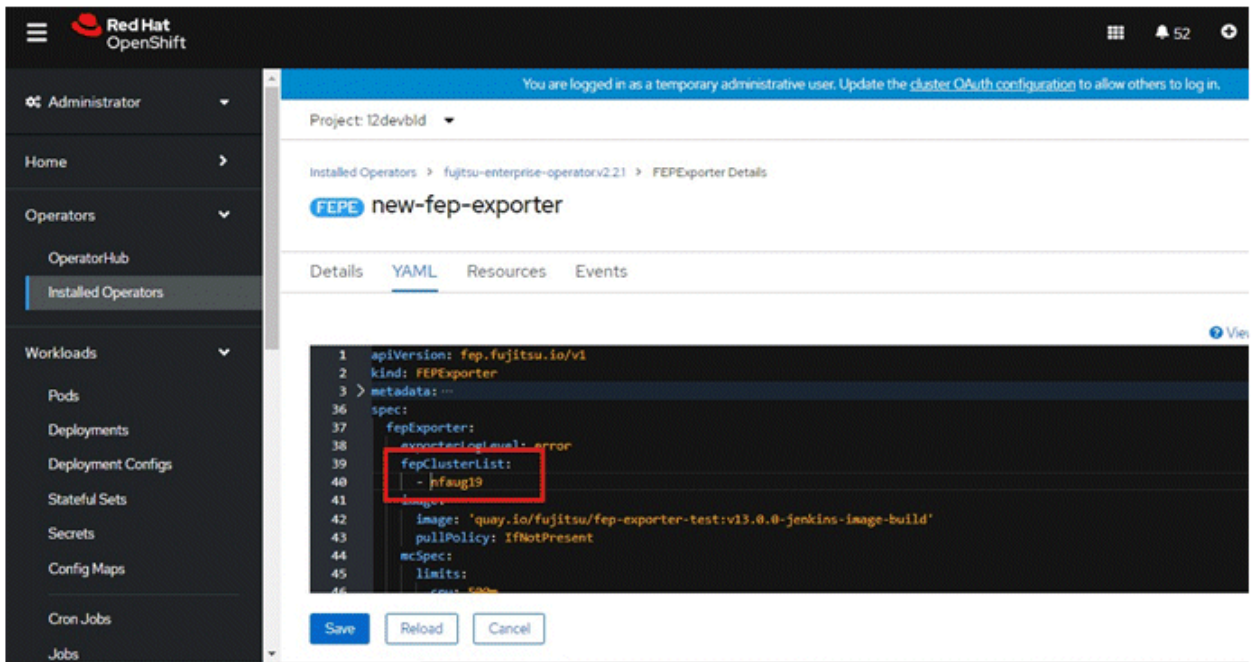 Red Hat
OpenShift
52
You are logged in as a temporary administrative user. Update the cluster OAuth configuration to allow others to log in.
Administrator
Project: 12devbld
Home
Installed Operators > fujitsu-enterprise-operator.v2.2.1 > FEPExporter Details
FEPE new-fep-exporter
Operators
OperatorHub
Installed Operators
Details YAML Resources Events
Workloads
Pods
Deployments
Deployment Configs
Stateful Sets
Secrets
Config Maps
Cron Jobs
Jobs
View
1 apiVersion: fep.fujitsu.io/v1
2 kind: FEPExporter
3 > metadata: ...
36 spec:
37 fepExporter:
38 exporterLogLevel: error
39 fepClusterList:
40 - nfaug19
41 image:
42 image: 'quay.io/fujitsu/fep-exporter-test:v13.0.0-jenkins-image-build'
43 pullPolicy: IfNotPresent
44 mcSpec:
45 limits:
46 cpu: 500m
Save Reload Cancel